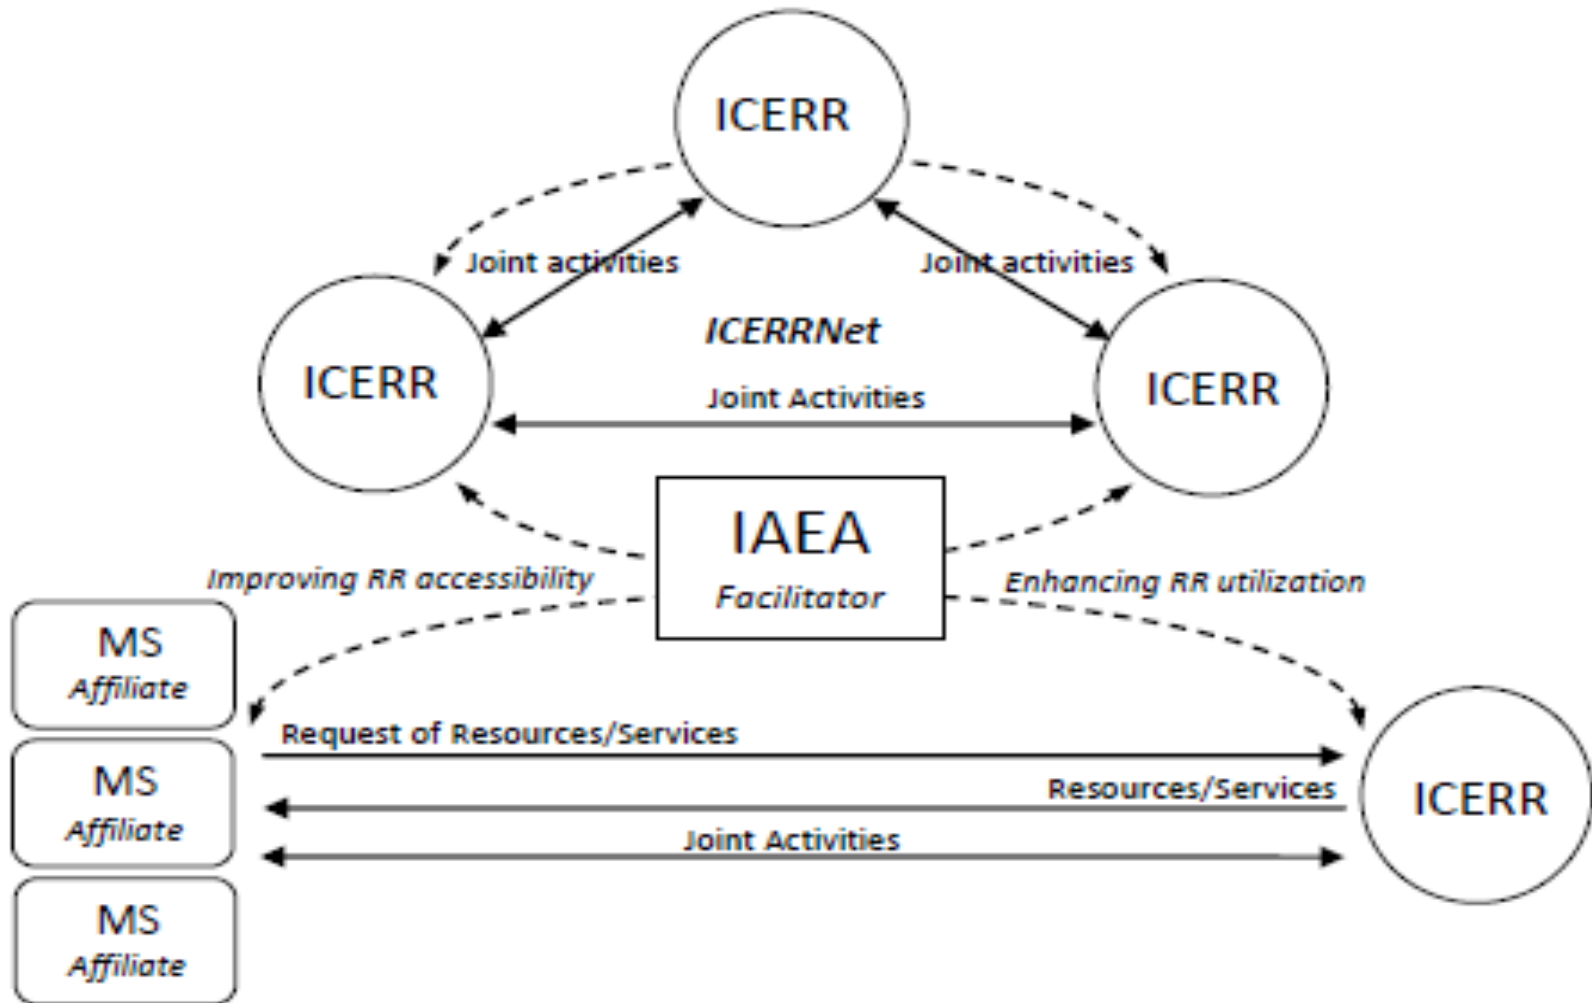 ICERR
Joint activities
Joint activities
ICERRNet
ICERR
ICERR
Joint Activities
IAEA
Facilitator
Improving RR accessibility
Enhancing RR utilization
MS
Affiliate
Request of Resources/Services
MS
Affiliate
Resources/Services
ICERR
Joint Activities
MS
Affiliate